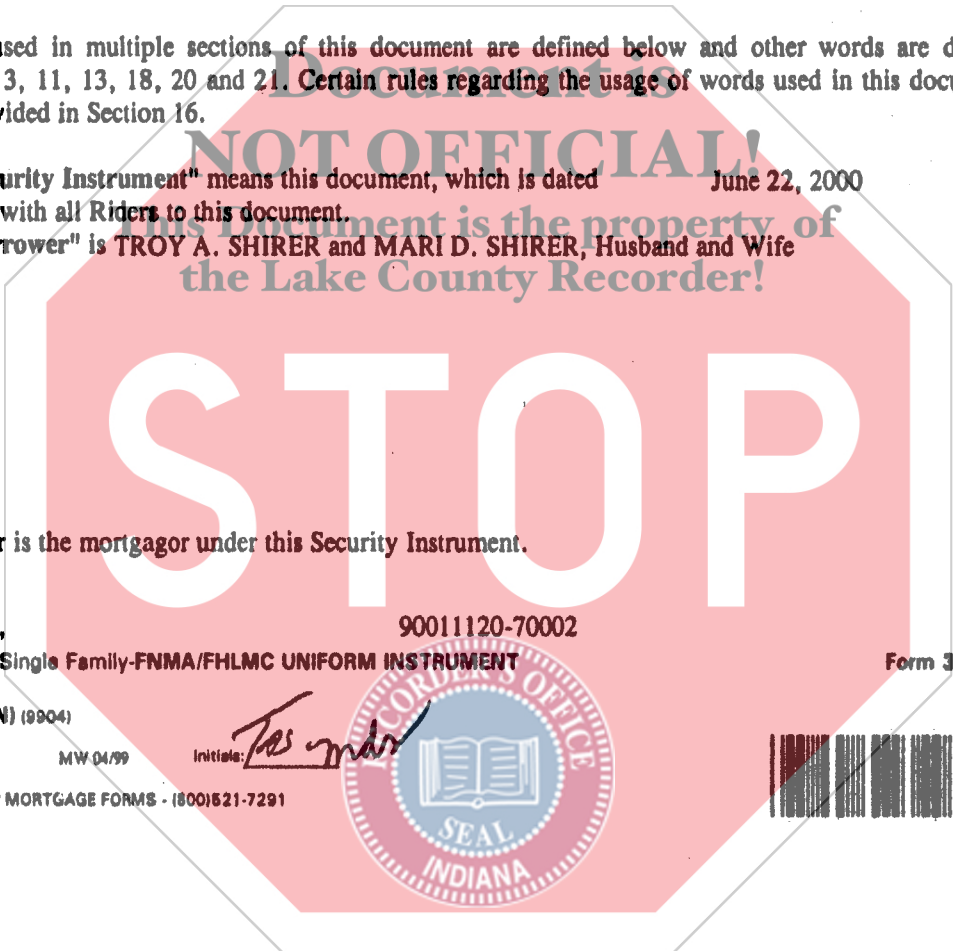 used in multiple sections of this document are defined below and other words are d
3, 11, 13, 18, 20 and 21. Certain rules regarding the usage of words used in this docu
vided in Section 16.
Document is
NOT OFFICIAL!
This Document is the property of
the Lake County Recorder!
urity Instrument" means this document, which is dated June 22, 2000
with all Riders to this document.
rrower" is TROY A. SHIRER and MARI D. SHIRER, Husband and Wife
STOP
r is the mortgagor under this Security Instrument.
90011120-70002
Single Family-FNMA/FHLMC UNIFORM INSTRUMENT Form 3
(9904)
MW 04/99 Initials: TAS mds
MORTGAGE FORMS - (800)521-7291
RECORDER'S OFFICE
SEAL
INDIANA